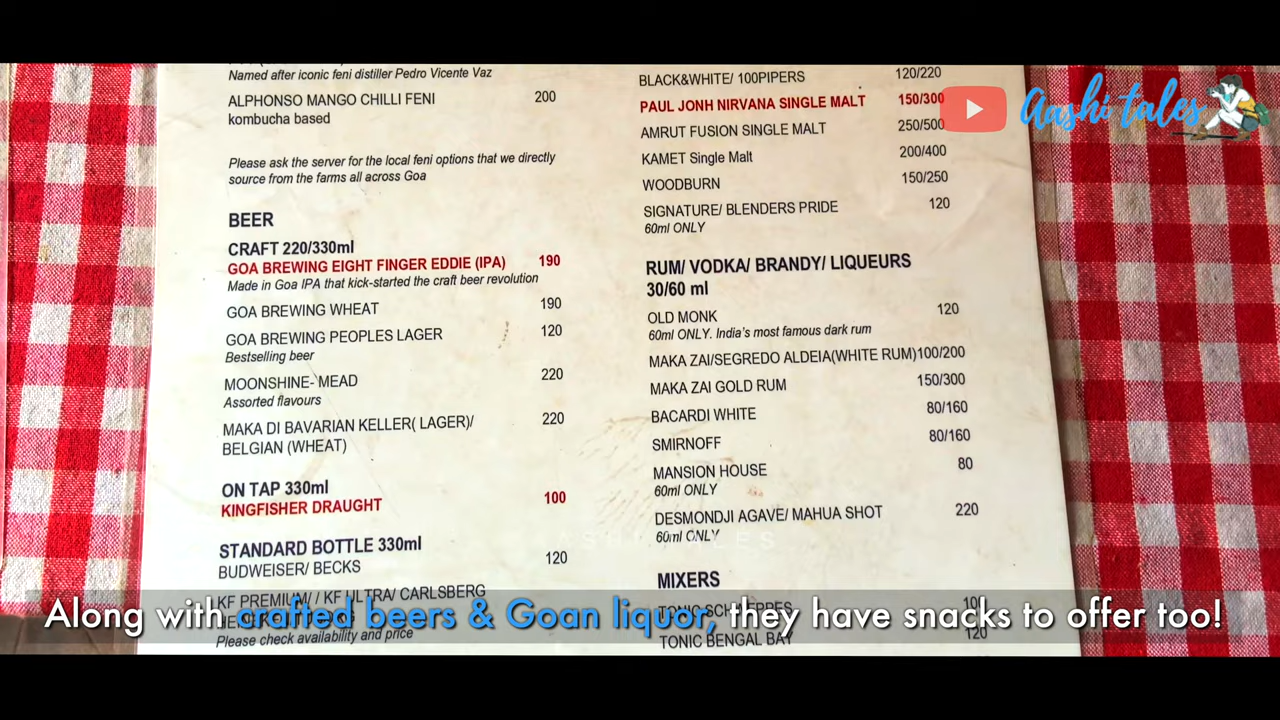 Named after iconic feni distiller Pedro Vicente Vaz
ALPHONSO MANGO CHILLI FENI 200
kombucha based
Please ask the server for the local feni options that we directly
source from the farms all across Goa
BEER
CRAFT 220/330ml
GOA BREWING EIGHT FINGER EDDIE (IPA) 190
Made in Goa IPA that kick-started the craft beer revolution
GOA BREWING WHEAT 190
GOA BREWING PEOPLES LAGER 120
Bestselling beer
MOONSHINE- MEAD 220
Assorted flavours
MAKA DI BAVARIAN KELLER( LAGER)/ 220
BELGIAN (WHEAT)
ON TAP 330ml
KINGFISHER DRAUGHT 100
STANDARD BOTTLE 330ml
BUDWEISER/ BECKS 120
KF PREMIUM/ / KF ULTRA/ CARLSBERG
Please check availability and price
BLACK&WHITE/ 100PIPERS 120/220
PAUL JONH NIRVANA SINGLE MALT 150/300
AMRUT FUSION SINGLE MALT 250/500
KAMET Single Malt 200/400
WOODBURN 150/250
SIGNATURE/ BLENDERS PRIDE 120
60ml ONLY
RUM/ VODKA/ BRANDY/ LIQUEURS
30/60 ml
OLD MONK 120
60ml ONLY. India's most famous dark rum
MAKA ZAI/SEGREDO ALDEIA(WHITE RUM)100/200
MAKA ZAI GOLD RUM 150/300
BACARDI WHITE 80/160
SMIRNOFF 80/160
MANSION HOUSE 80
60ml ONLY
DESMONDJI AGAVE/ MAHUA SHOT 220
60ml ONLY
MIXERS
TONIC SCHWEPPES 100
TONIC BENGAL BAY 120
Aashi tales
Along with crafted beers & Goan liquor, they have snacks to offer too!